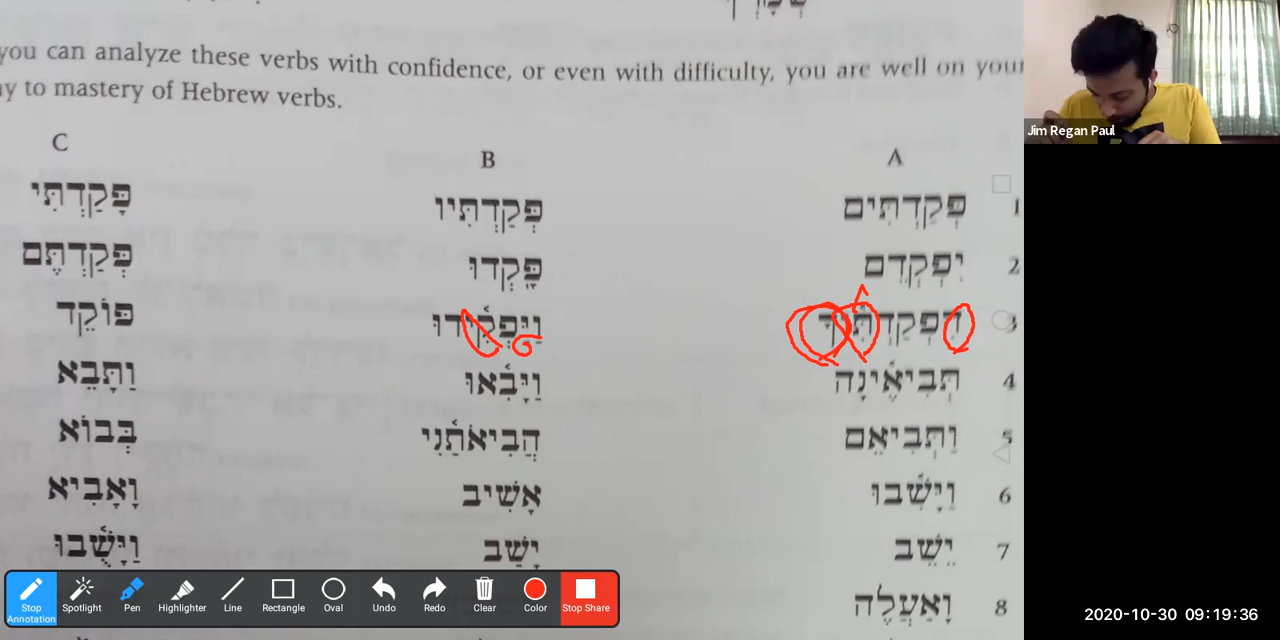 you can analyze these verbs with confidence, or even with difficulty, you are well on your
to mastery of Hebrew verbs.
C B A
פָּקַדְתִּי פְּקַדְתִּיו פְּקַדְתִּים 1
פְּקַדְתֶּם פָּקְדוּ יִפְקְדֵם 2
פּוֹקֵד וַיַּפְקִ֫ידוּ 3
וַתָּבֵא וַיָּבִ֫אוּ תְּבִיאֶ֫ינָה 4
בְּבוֹא הֲבִיאֹתַ֫נִי וַתְּבִיאֵם 5
וָאָבִיא אָשִׁיב וַיֵּשְׁבוּ 6
וַיָּשֻׁ֫בוּ יָשַׁב יֵשֵׁב 7
וָאַעֲלֶה 8
Jim Regan Paul
Stop Annotation
Spotlight
Pen
Highlighter
Line
Rectangle
Oval
Undo
Redo
Clear
Color
Stop Share
2020-10-30 09:19:36